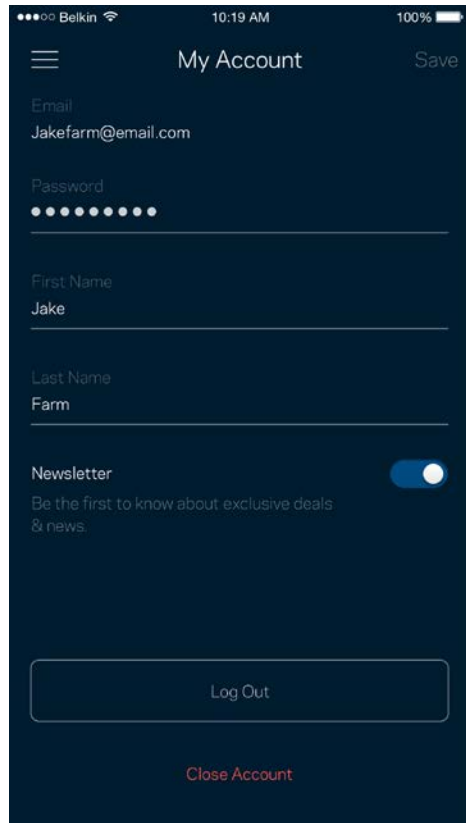 Belkin 10:19 AM 100%
My Account Save
Email
Jakefarm@email.com
Password
●●●●●●●●●
First Name
Jake
Last Name
Farm
Newsletter
Be the first to know about exclusive deals
& news.
Log Out
Close Account